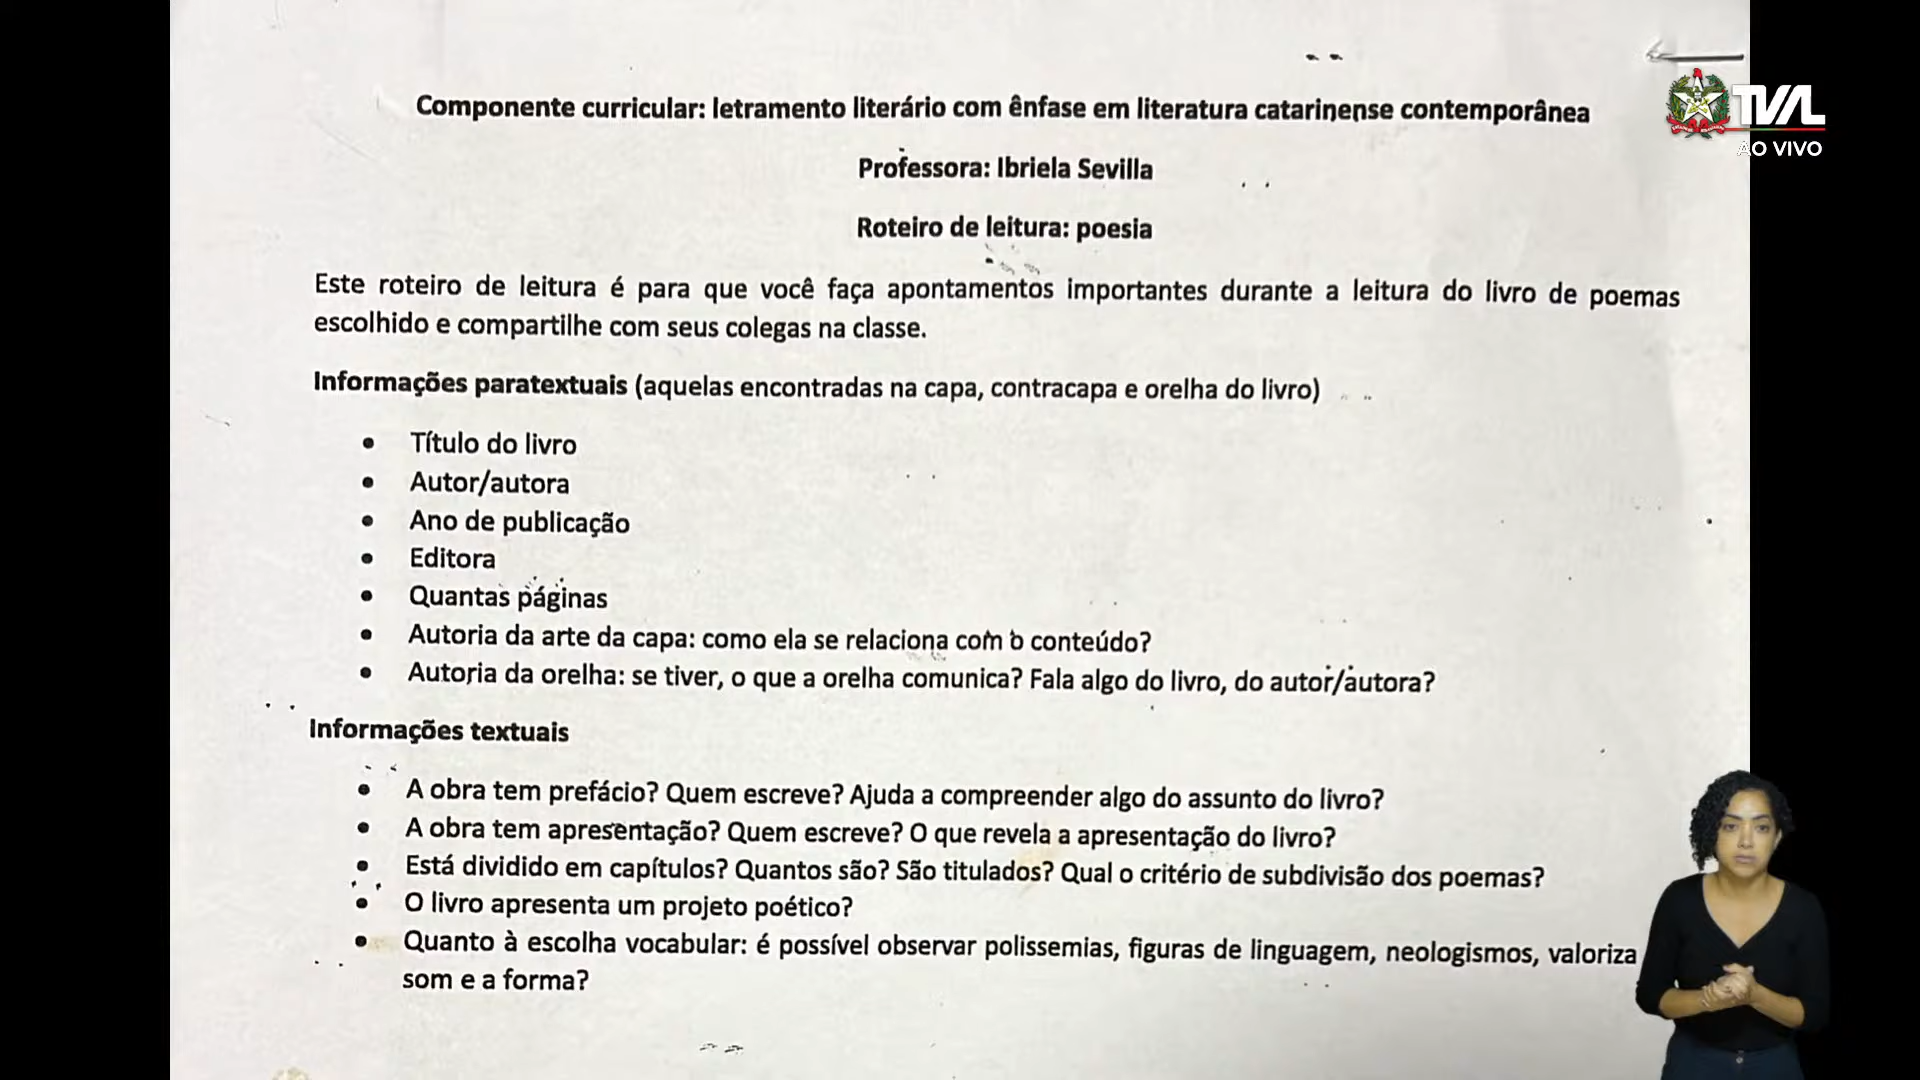 Componente curricular: letramento literário com ênfase em literatura catarinense contemporânea
TVAL
AO VIVO
Professora: Ibriela Sevilla
Roteiro de leitura: poesia
Este roteiro de leitura é para que você faça apontamentos importantes durante a leitura do livro de poemas
escolhido e compartilhe com seus colegas na classe.
Informações paratextuais (aquelas encontradas na capa, contracapa e orelha do livro)
• Título do livro
• Autor/autora
• Ano de publicação
• Editora
• Quantas páginas
• Autoria da arte da capa: como ela se relaciona com o conteúdo?
• Autoria da orelha: se tiver, o que a orelha comunica? Fala algo do livro, do autor/autora?
Informações textuais
• A obra tem prefácio? Quem escreve? Ajuda a compreender algo do assunto do livro?
• A obra tem apresentação? Quem escreve? O que revela a apresentação do livro?
• Está dividido em capítulos? Quantos são? São titulados? Qual o critério de subdivisão dos poemas?
• O livro apresenta um projeto poético?
• Quanto à escolha vocabular: é possível observar polissemias, figuras de linguagem, neologismos, valoriza
som e a forma?